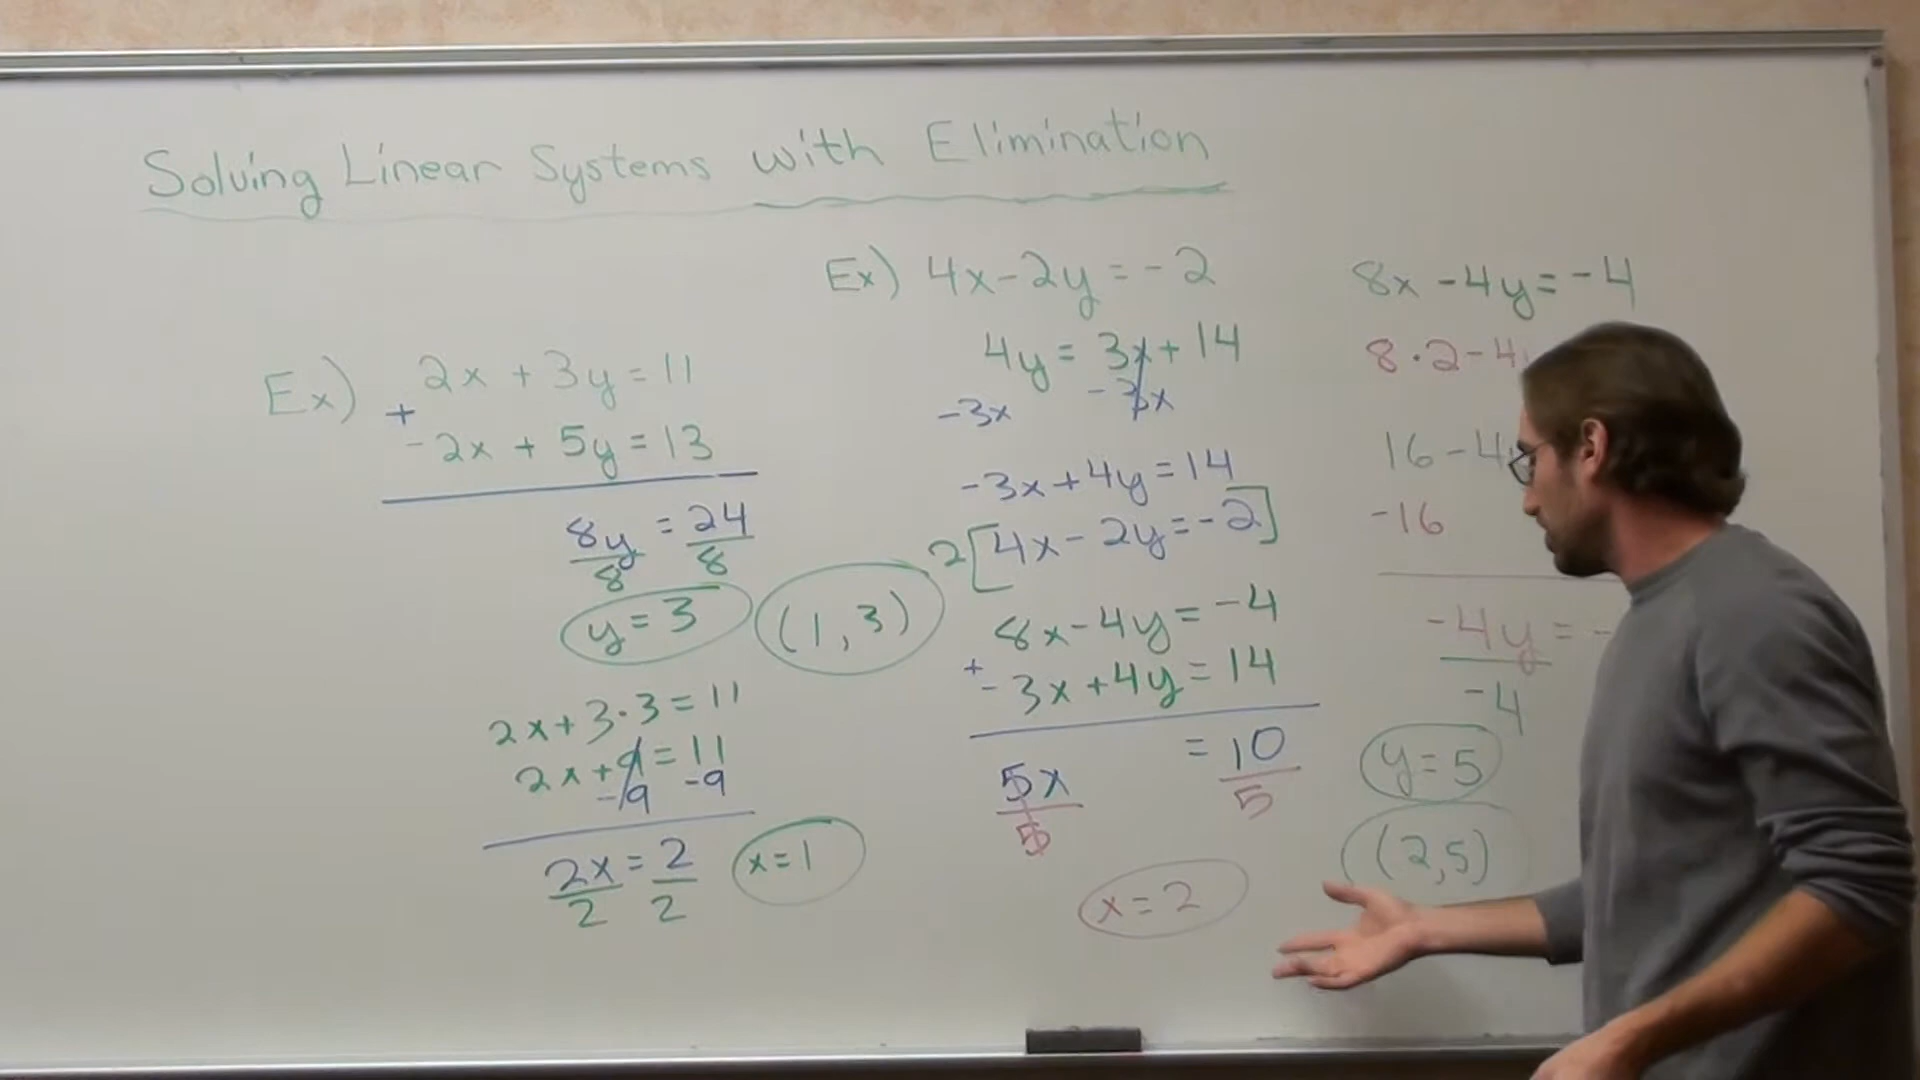 Solving Linear Systems with Elimination
Ex) 2x + 3y = 11
+ -2x + 5y = 13
8y = 24
8 8
y = 3
(1,3)
2x + 3·3 = 11
2x + 9 = 11
-9 -9
2x = 2
2 2
x = 1
Ex) 4x - 2y = -2
4y = 3x + 14
-3x -3x
-3x + 4y = 14
2[4x - 2y = -2]
8x - 4y = -4
+ -3x + 4y = 14
5x = 10
5 5
x = 2
8x - 4y = -4
8·2 - 4
16 - 4
-16
-4y = -
-4
y = 5
(2,5)